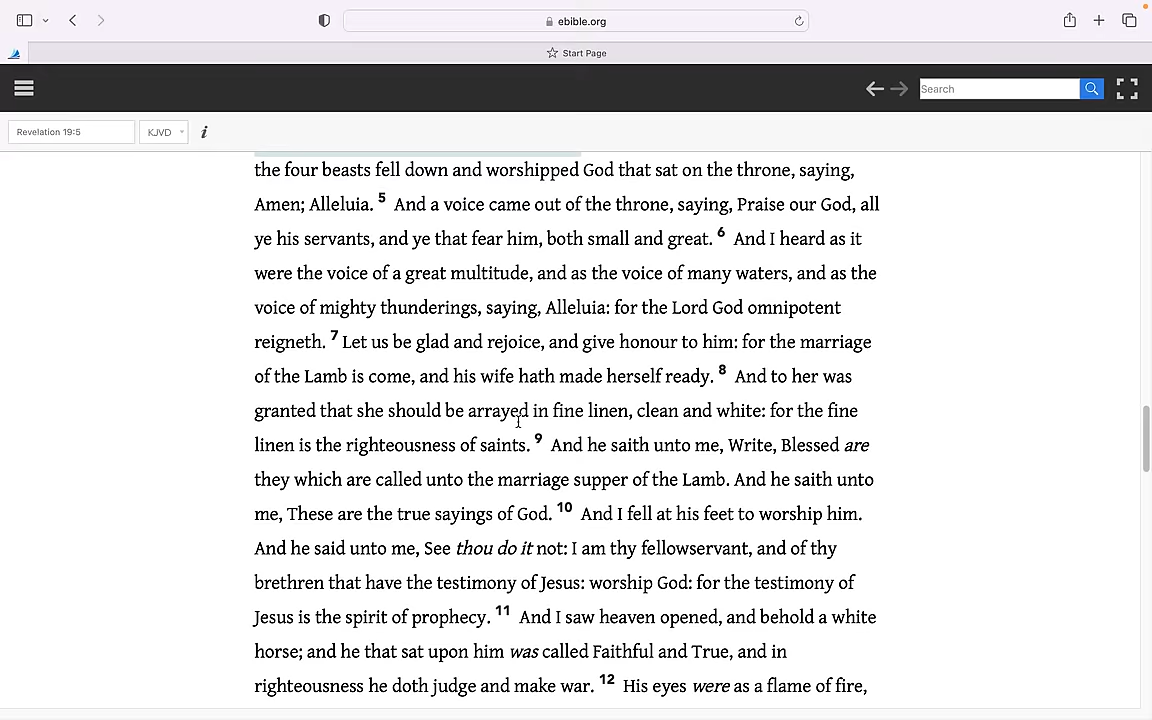 ebible.org
Start Page
Search
Revelation 19:5
KJVD
i
the four beasts fell down and worshipped God that sat on the throne, saying,
Amen; Alleluia. 5 And a voice came out of the throne, saying, Praise our God, all
ye his servants, and ye that fear him, both small and great. 6 And I heard as it
were the voice of a great multitude, and as the voice of many waters, and as the
voice of mighty thunderings, saying, Alleluia: for the Lord God omnipotent
reigneth. 7 Let us be glad and rejoice, and give honour to him: for the marriage
of the Lamb is come, and his wife hath made herself ready. 8 And to her was
granted that she should be arrayed in fine linen, clean and white: for the fine
linen is the righteousness of saints. 9 And he saith unto me, Write, Blessed are
they which are called unto the marriage supper of the Lamb. And he saith unto
me, These are the true sayings of God. 10 And I fell at his feet to worship him.
And he said unto me, See thou do it not: I am thy fellowservant, and of thy
brethren that have the testimony of Jesus: worship God: for the testimony of
Jesus is the spirit of prophecy. 11 And I saw heaven opened, and behold a white
horse; and he that sat upon him was called Faithful and True, and in
righteousness he doth judge and make war. 12 His eyes were as a flame of fire,